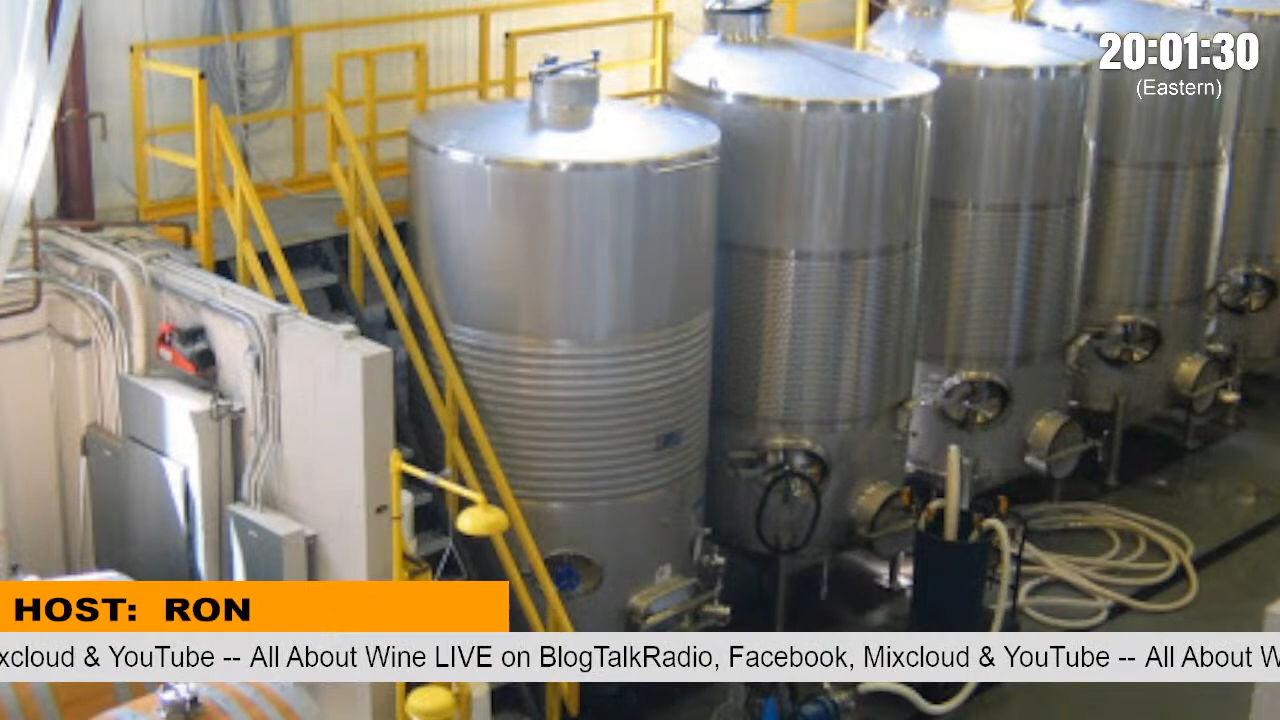 20:01:30
(Eastern)
HOST: RON
xcloud & YouTube -- All About Wine LIVE on BlogTalkRadio, Facebook, Mixcloud & YouTube -- All About W